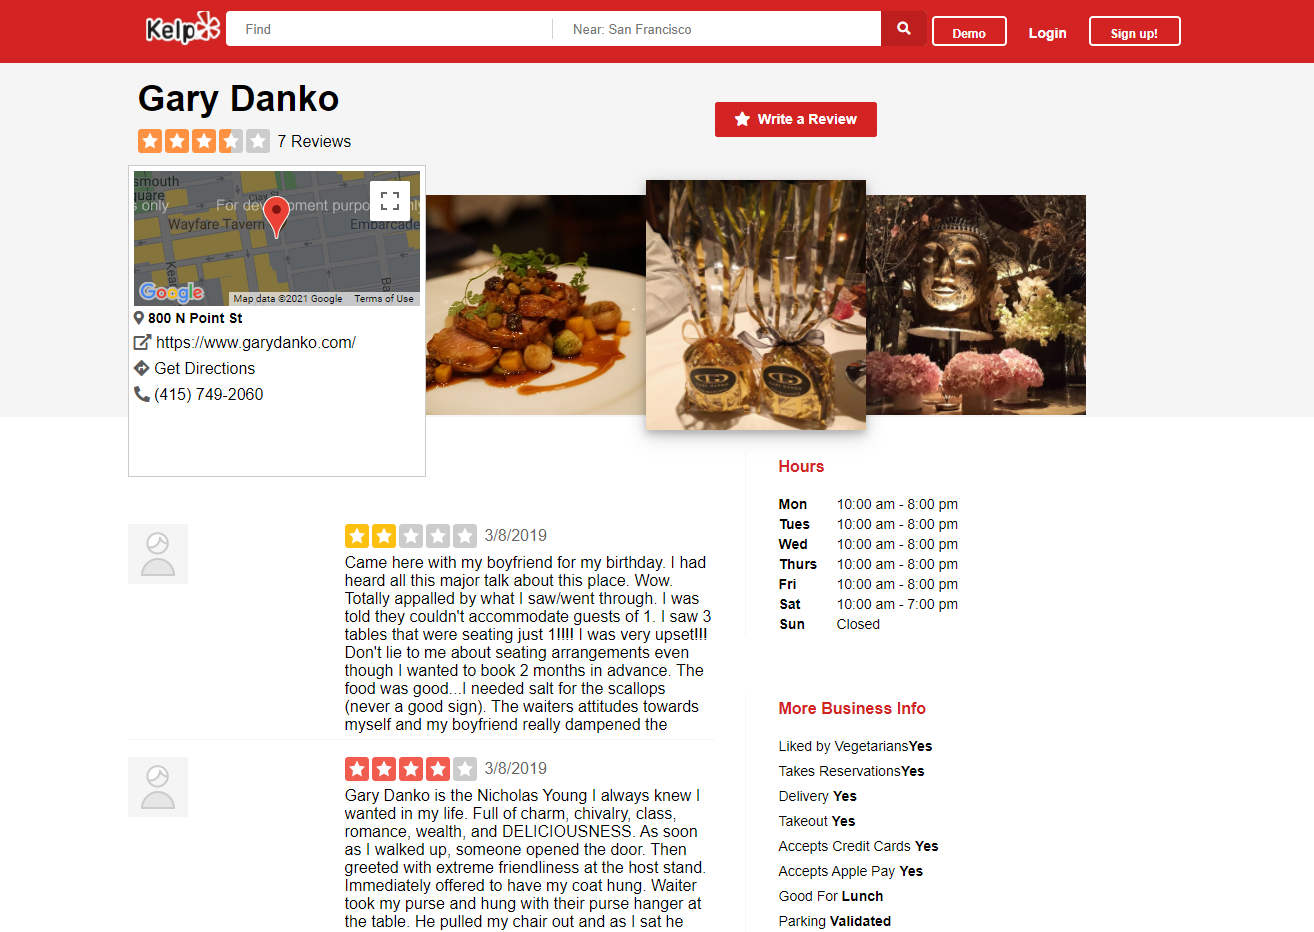 Kelp
Find
Near: San Francisco
Demo
Login
Sign up!
Gary Danko
7 Reviews
Write a Review
smouth
quare
Clay St
s only
For development purpo
nly
Wayfare Tavern
Embarcade
Kea
Ba
Google
Map data ©2021 Google
Terms of Use
800 N Point St
https://www.garydanko.com/
Get Directions
(415) 749-2060
GARY DANKO
GARY DANKO
3/8/2019
Came here with my boyfriend for my birthday. I had
heard all this major talk about this place. Wow.
Totally appalled by what I saw/went through. I was
told they couldn't accommodate guests of 1. I saw 3
tables that were seating just 1!!!! I was very upset!!!
Don't lie to me about seating arrangements even
though I wanted to book 2 months in advance. The
food was good...I needed salt for the scallops
(never a good sign). The waiters attitudes towards
myself and my boyfriend really dampened the
3/8/2019
Gary Danko is the Nicholas Young I always knew I
wanted in my life. Full of charm, chivalry, class,
romance, wealth, and DELICIOUSNESS. As soon
as I walked up, someone opened the door. Then
greeted with extreme friendliness at the host stand.
Immediately offered to have my coat hung. Waiter
took my purse and hung with their purse hanger at
the table. He pulled my chair out and as I sat he
Hours
Mon 10:00 am - 8:00 pm
Tues 10:00 am - 8:00 pm
Wed 10:00 am - 8:00 pm
Thurs 10:00 am - 8:00 pm
Fri 10:00 am - 8:00 pm
Sat 10:00 am - 7:00 pm
Sun Closed
More Business Info
Liked by VegetariansYes
Takes ReservationsYes
Delivery Yes
Takeout Yes
Accepts Credit Cards Yes
Accepts Apple Pay Yes
Good For Lunch
Parking Validated